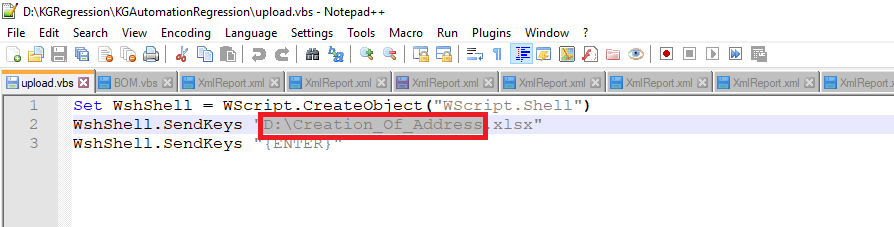 D:\KGRegression\KGAutomationRegression\upload.vbs - Notepad++
File Edit Search View Encoding Language Settings Tools Macro Run Plugins Window ?
upload.vbs BOM.vbs XmlReport.xml XmlReport.xml XmlReport.xml XmlReport.xml XmlReport.xml XmlReport.xml XmlReport.xml
1 Set WshShell = WScript.CreateObject("WScript.Shell")
2 WshShell.SendKeys "D:\Creation_Of_Address.xlsx"
3 WshShell.SendKeys "{ENTER}"